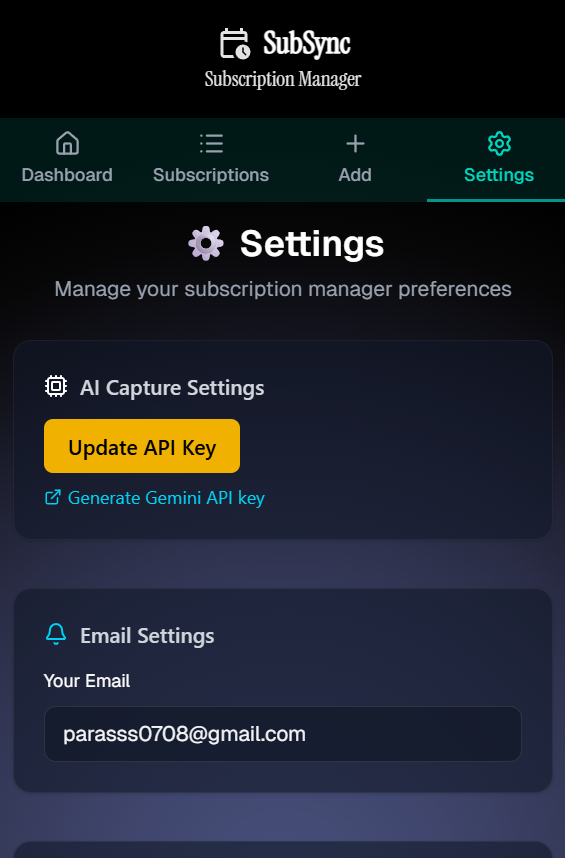 SubSync
Subscription Manager
Dashboard Subscriptions Add Settings
Settings
Manage your subscription manager preferences
AI Capture Settings
Update API Key
Generate Gemini API key
Email Settings
Your Email
parasss0708@gmail.com